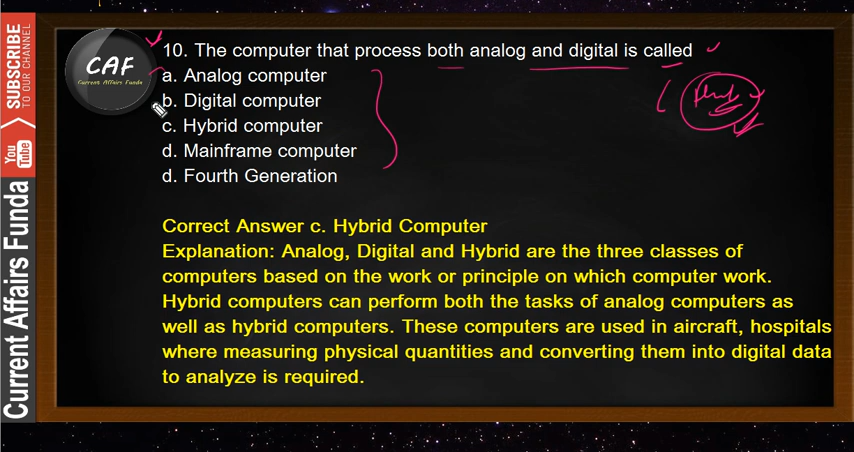 SUBSCRIBE
TO OUR CHANNEL
You Tube
Current Affairs Funda
CAF
Current Affairs Funda
10. The computer that process both analog and digital is called
a. Analog computer
b. Digital computer
c. Hybrid computer
d. Mainframe computer
d. Fourth Generation
Correct Answer c. Hybrid Computer
Explanation: Analog, Digital and Hybrid are the three classes of
computers based on the work or principle on which computer work.
Hybrid computers can perform both the tasks of analog computers as
well as hybrid computers. These computers are used in aircraft, hospitals
where measuring physical quantities and converting them into digital data
to analyze is required.